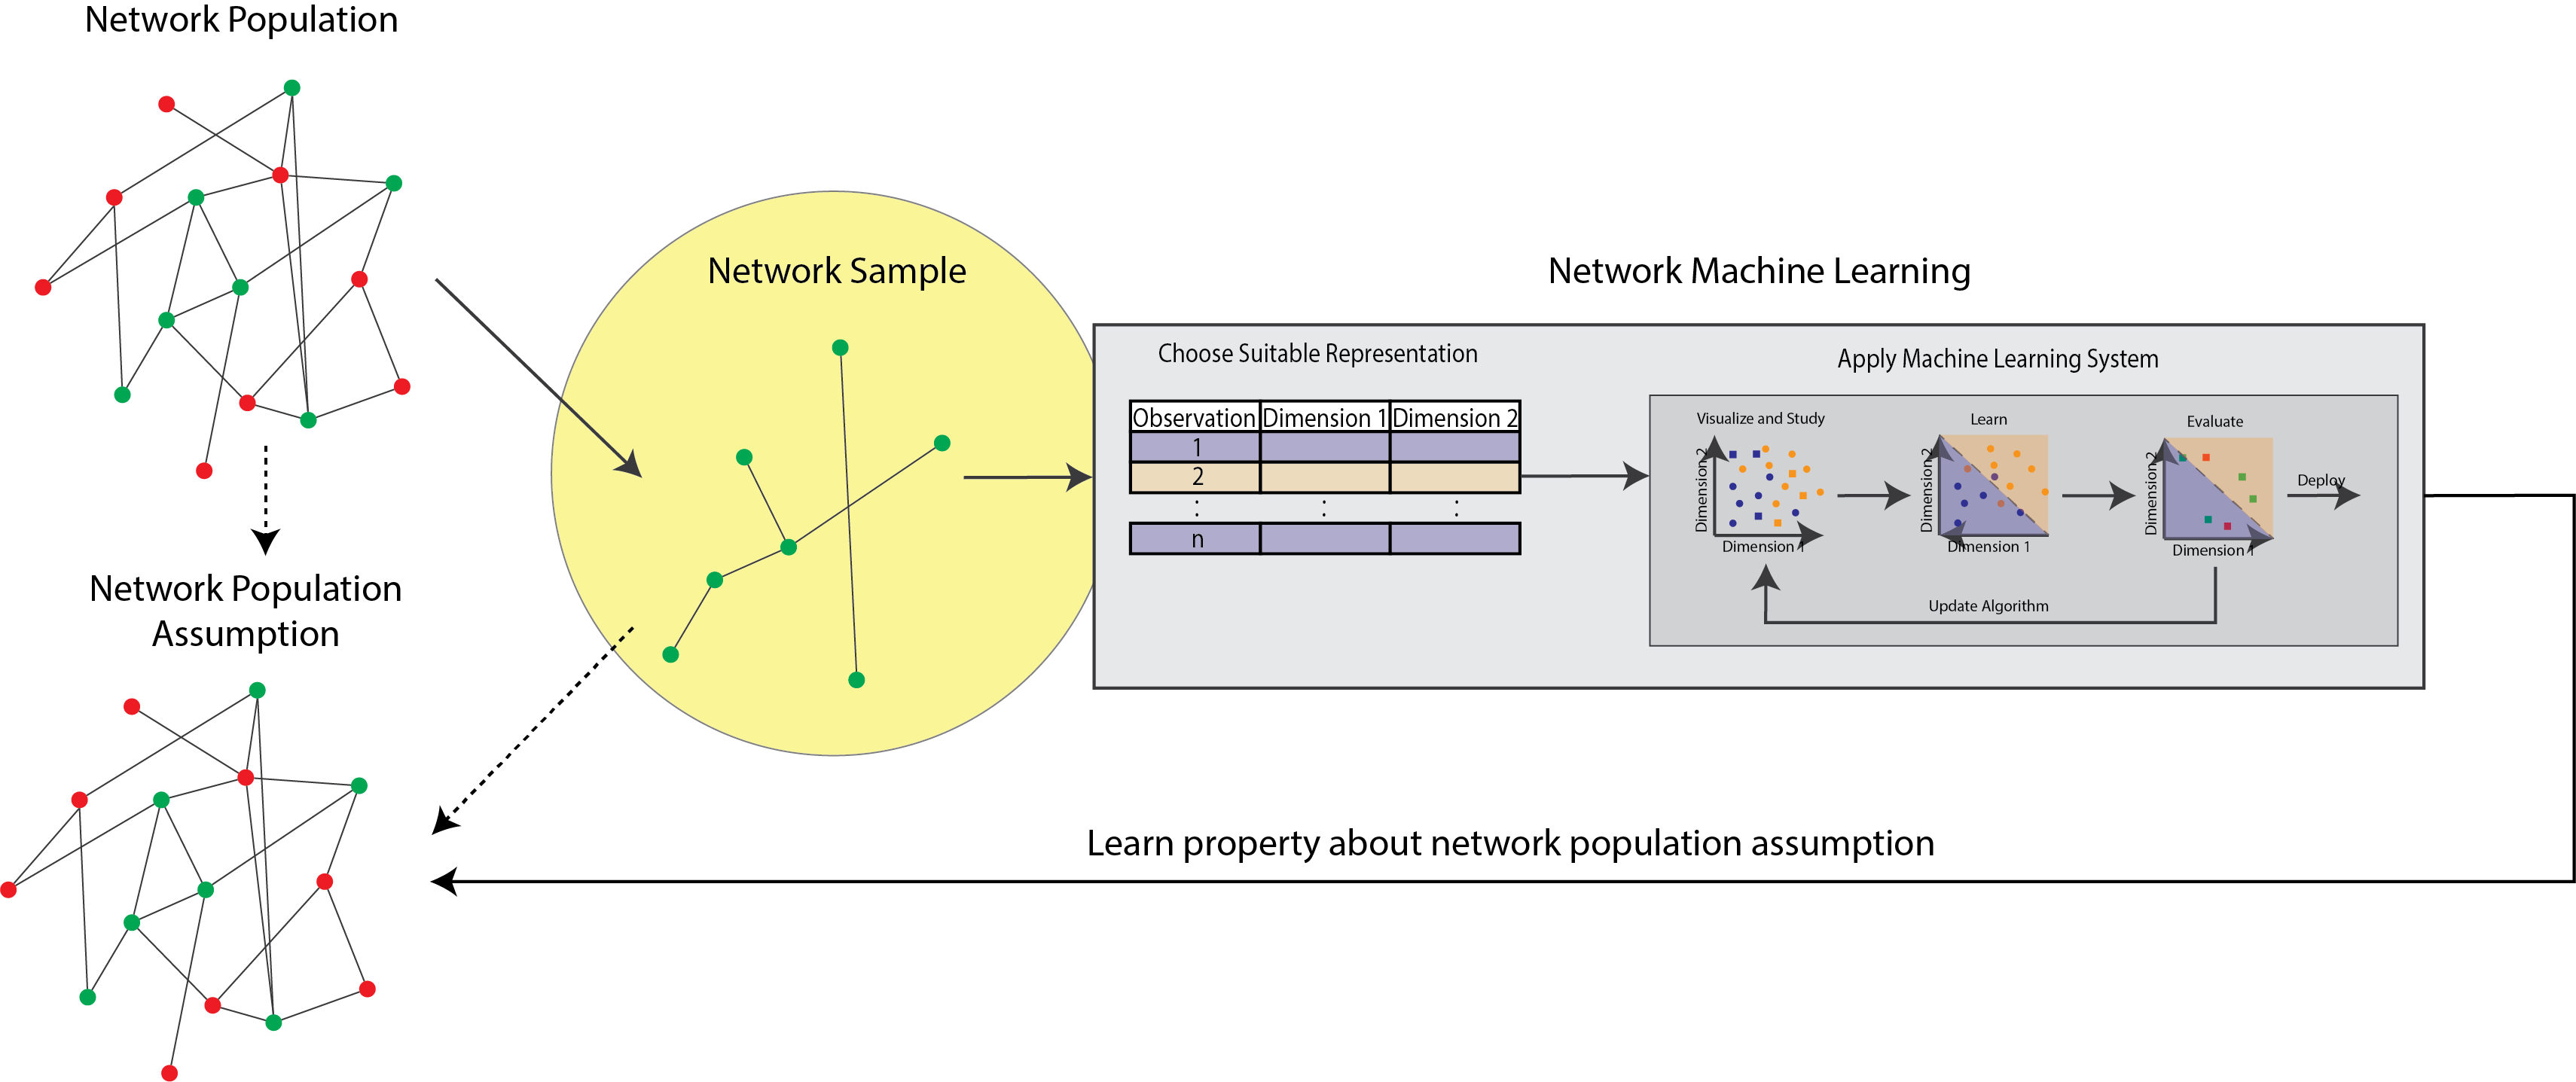 Network Population
Network Sample
Network Machine Learning
Choose Suitable Representation
Apply Machine Learning System
Observation Dimension 1 Dimension 2
1
2
: : :
n
Visualize and Study
Dimension 2
Dimension 1
Learn
Dimension 2
Dimension 1
Evaluate
Dimension 2
Dimension 1
Deploy
Update Algorithm
Network Population
Assumption
Learn property about network population assumption